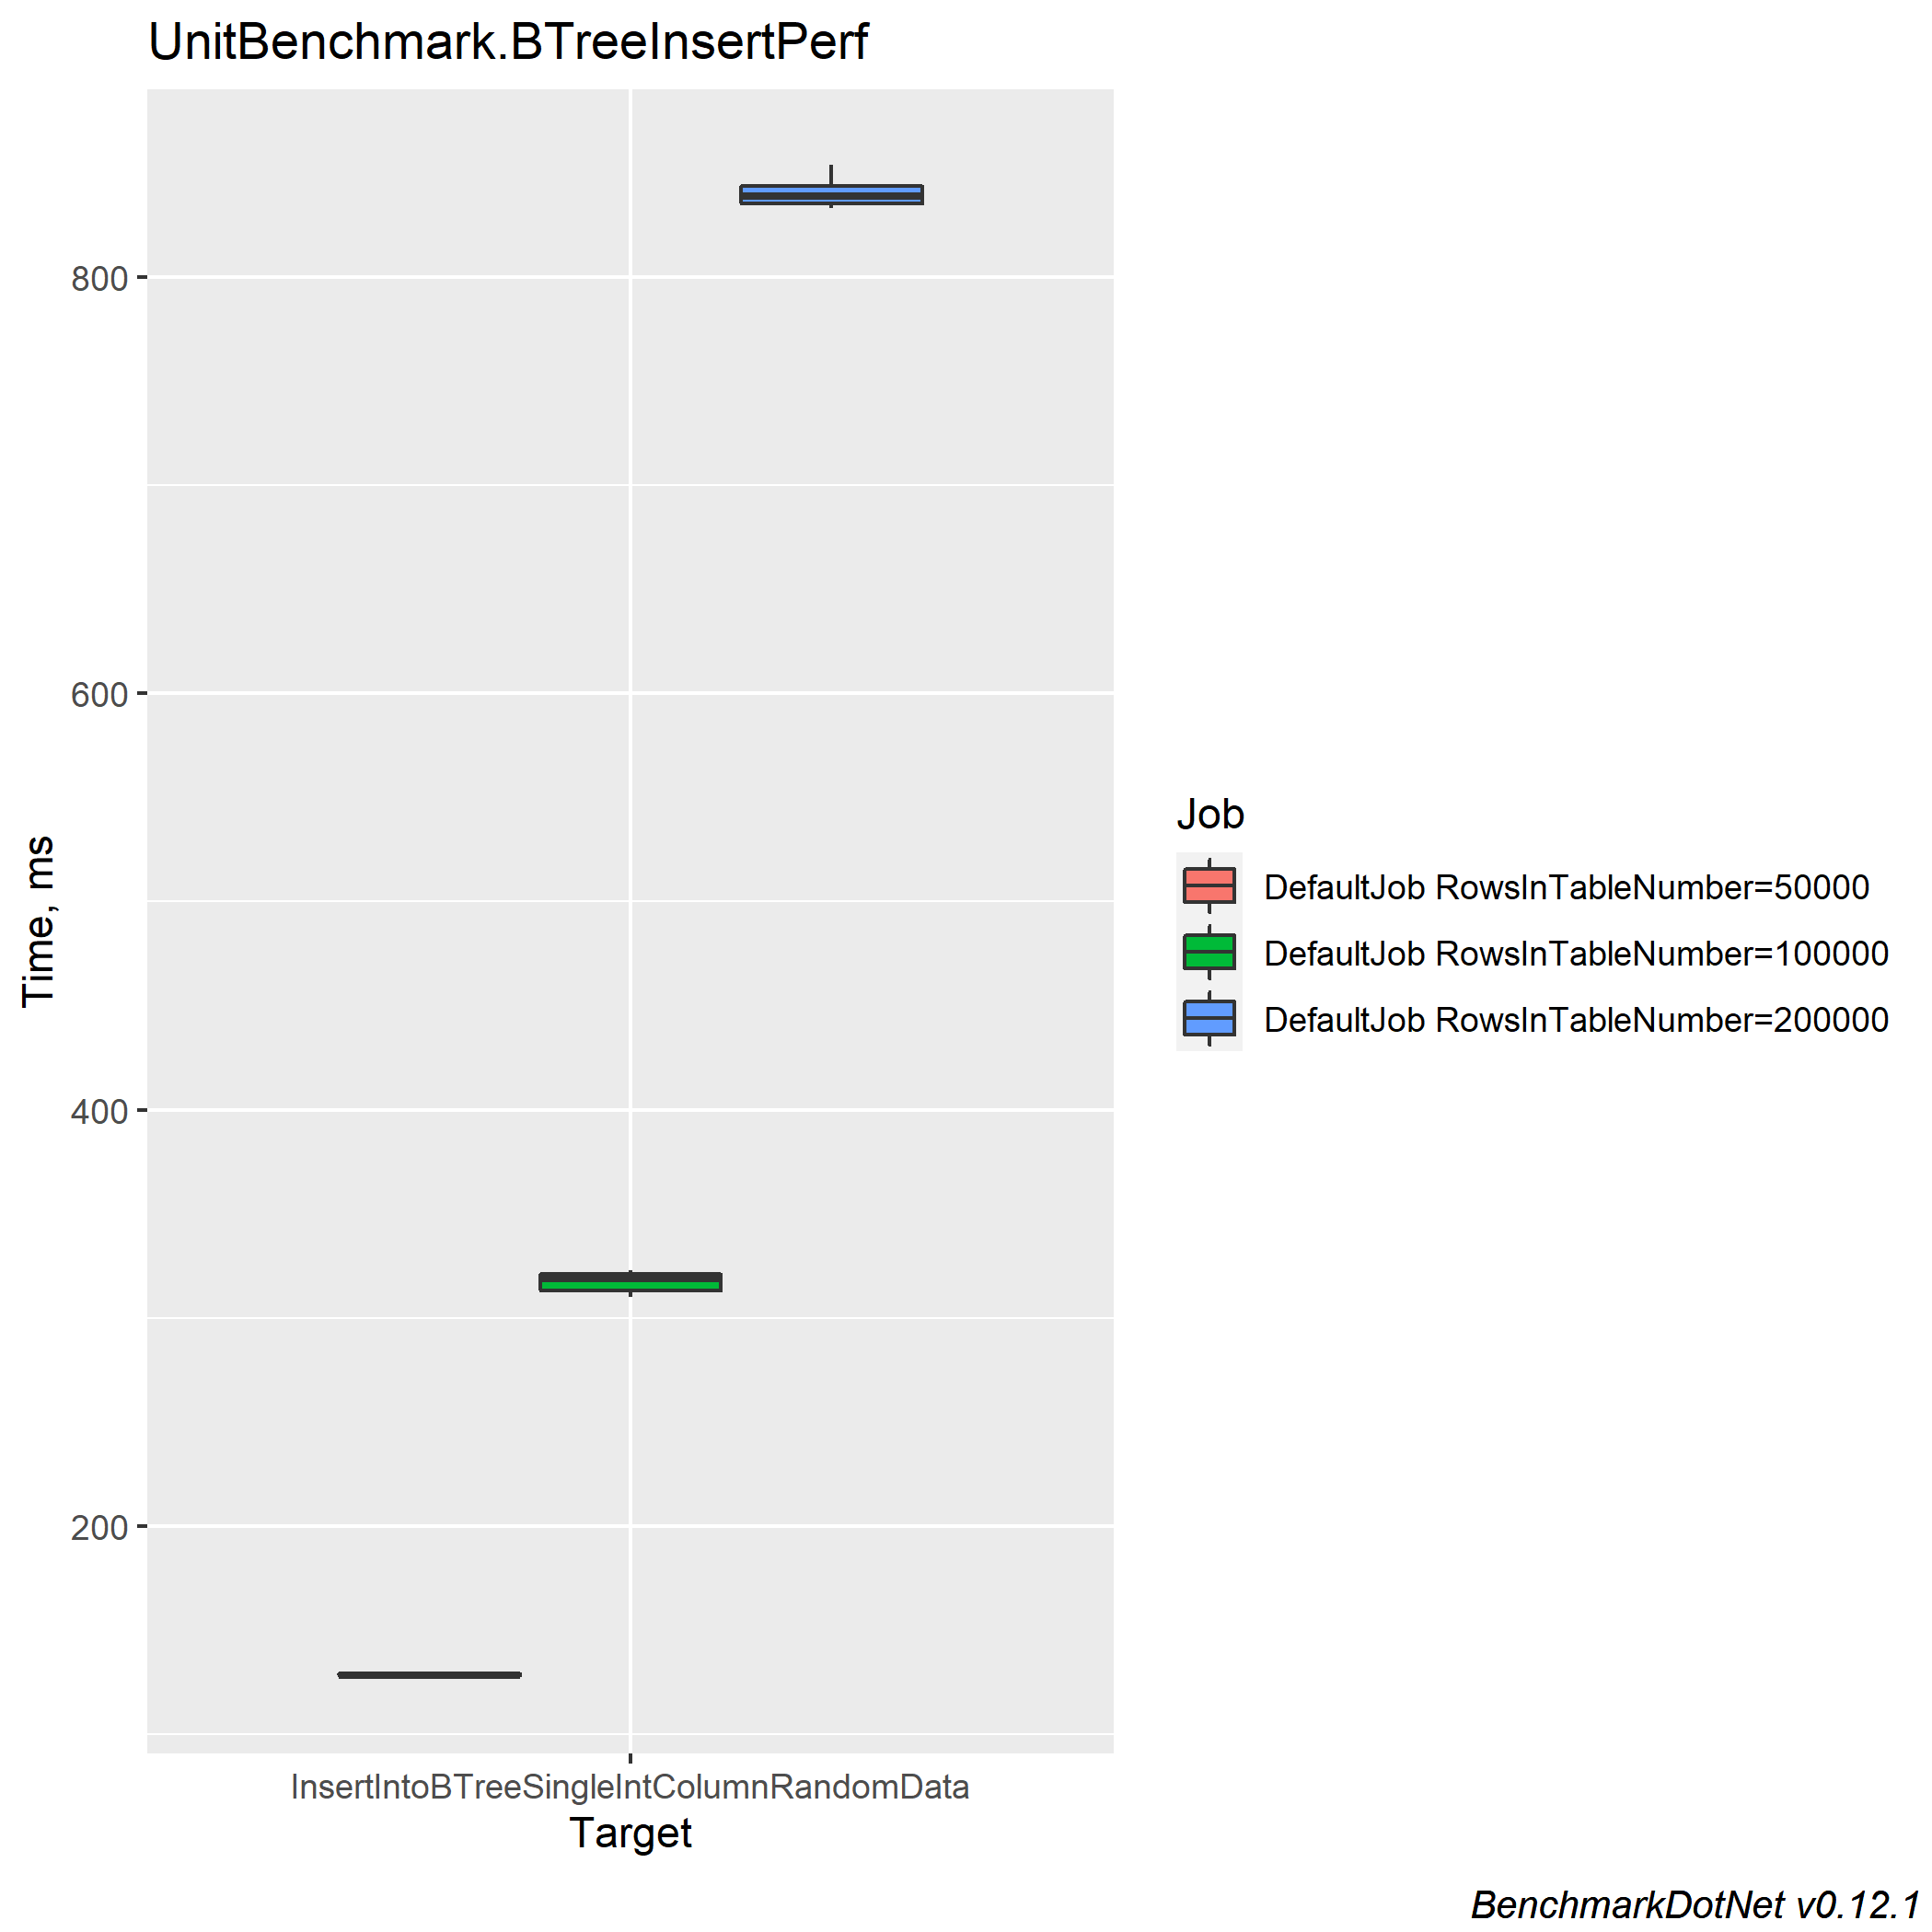 UnitBenchmark.BTreeInsertPerf
800
600
400
200
Time, ms
InsertIntoBTreeSingleIntColumnRandomData
Target
Job
DefaultJob RowsInTableNumber=50000
DefaultJob RowsInTableNumber=100000
DefaultJob RowsInTableNumber=200000
BenchmarkDotNet v0.12.1